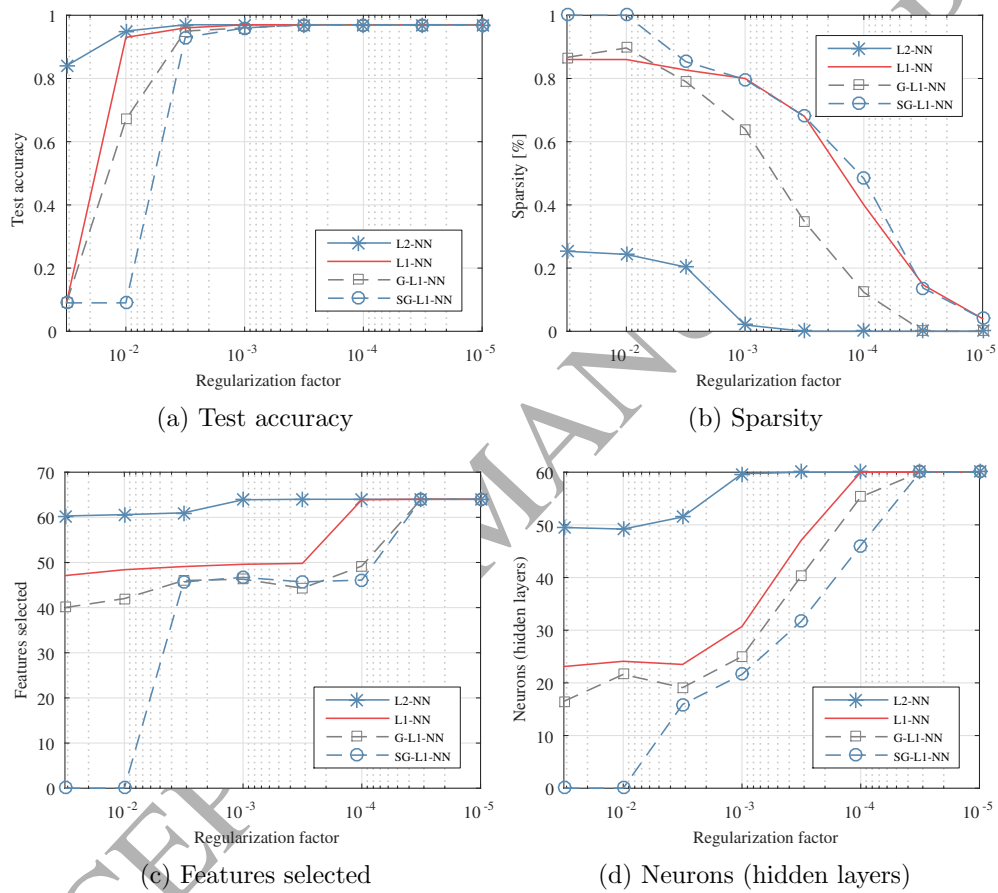 1
0.8
0.6
0.4
0.2
0
Test accuracy
L2-NN
L1-NN
G-L1-NN
SG-L1-NN
10-2
10-3
10-4
10-5
Regularization factor
(a) Test accuracy
1
0.8
0.6
0.4
0.2
0
Sparsity [%]
L2-NN
L1-NN
G-L1-NN
SG-L1-NN
10-2
10-3
10-4
10-5
Regularization factor
(b) Sparsity
70
60
50
40
30
20
10
0
Features selected
L2-NN
L1-NN
G-L1-NN
SG-L1-NN
10-2
10-3
10-4
10-5
Regularization factor
(c) Features selected
60
50
40
30
20
10
0
Neurons (hidden layers)
L2-NN
L1-NN
G-L1-NN
SG-L1-NN
10-2
10-3
10-4
10-5
Regularization factor
(d) Neurons (hidden layers)